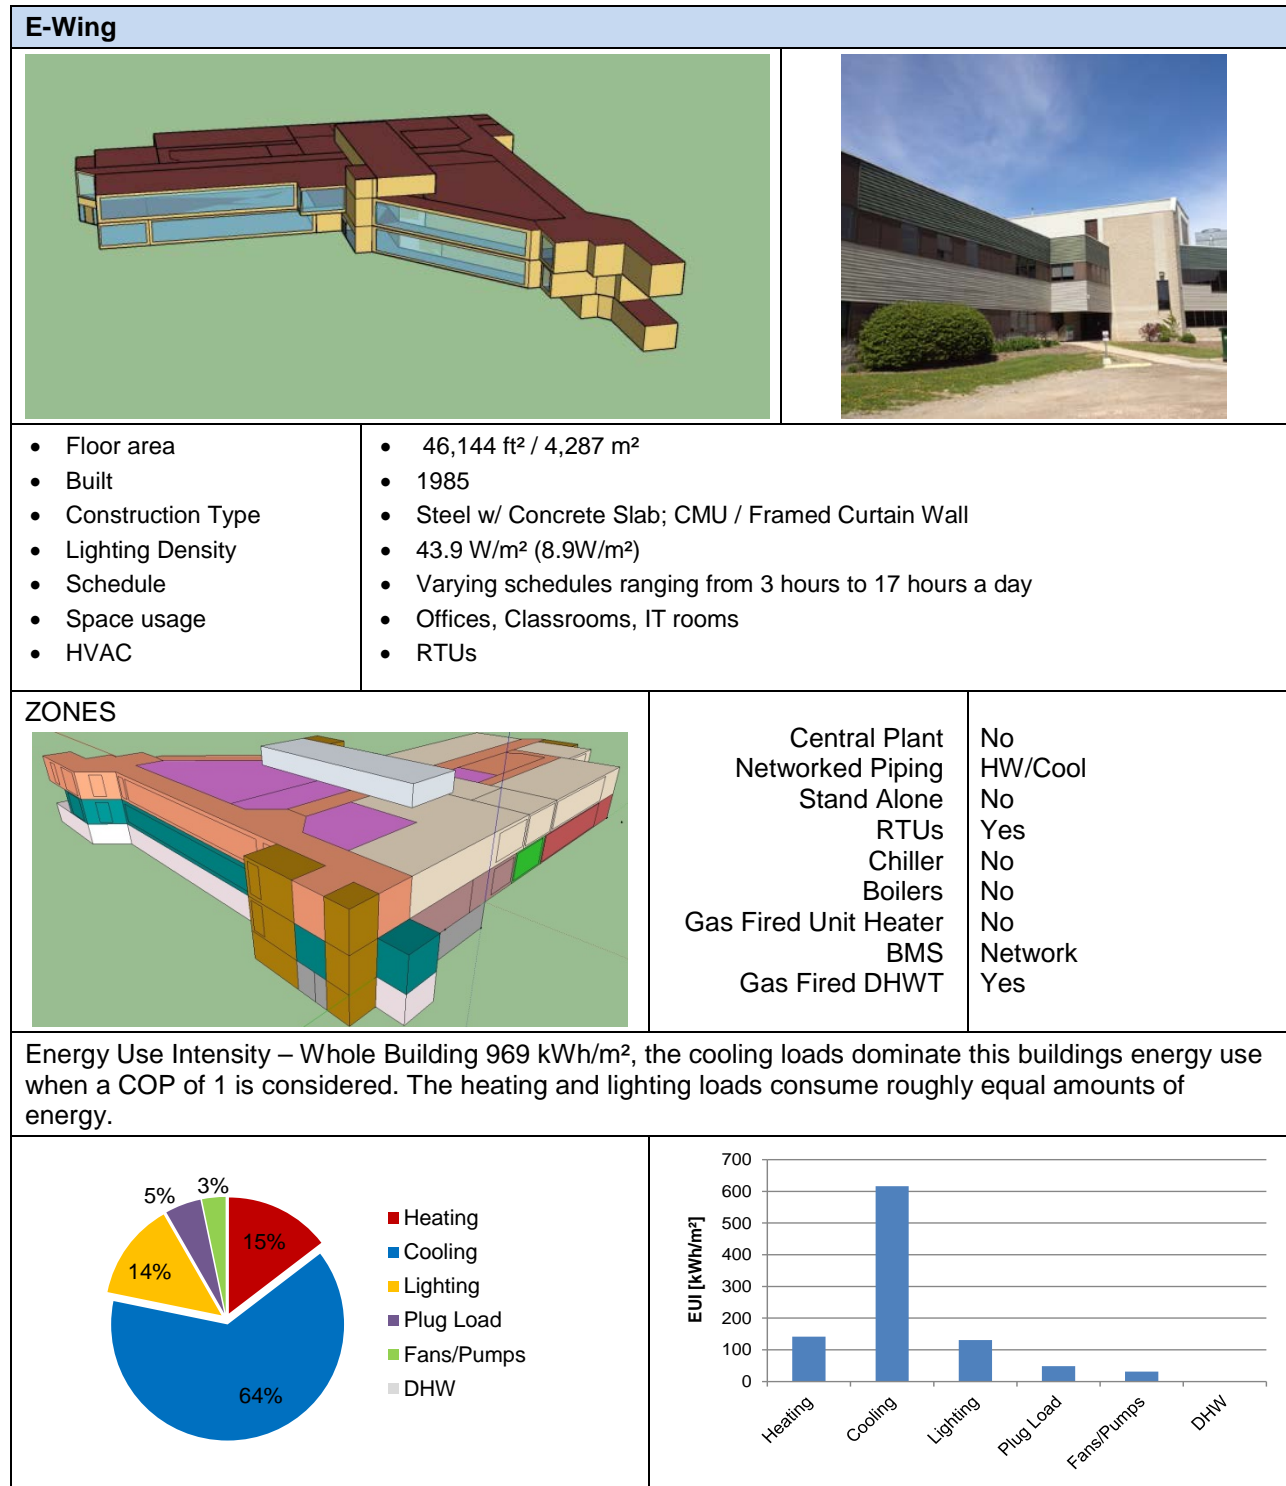 E-Wing
• Floor area
• Built
• Construction Type
• Lighting Density
• Schedule
• Space usage
• HVAC
• 46,144 ft² / 4,287 m²
• 1985
• Steel w/ Concrete Slab; CMU / Framed Curtain Wall
• 43.9 W/m² (8.9W/m²)
• Varying schedules ranging from 3 hours to 17 hours a day
• Offices, Classrooms, IT rooms
• RTUs
ZONES
Central Plant No
Networked Piping HW/Cool
Stand Alone No
RTUs Yes
Chiller No
Boilers No
Gas Fired Unit Heater No
BMS Network
Gas Fired DHWT Yes
Energy Use Intensity – Whole Building 969 kWh/m², the cooling loads dominate this buildings energy use
when a COP of 1 is considered. The heating and lighting loads consume roughly equal amounts of
energy.
5%
3%
15%
14%
64%
Heating
Cooling
Lighting
Plug Load
Fans/Pumps
DHW
EUI [kWh/m²]
700
600
500
400
300
200
100
0
Heating
Cooling
Lighting
Plug Load
Fans/Pumps
DHW